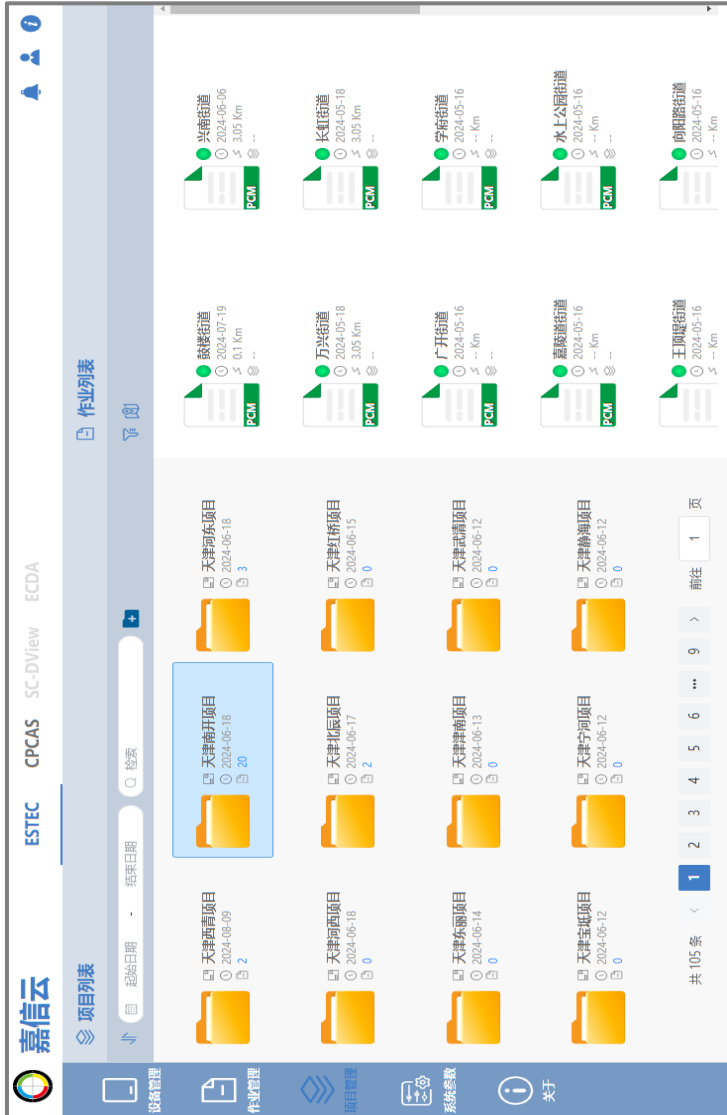 嘉信云
ESTEC CPCAS SC-DView ECDA
设备管理
作业管理
项目管理
系统参数
关于
项目列表
起始日期 - 结束日期
检索
天津西青项目
2024-08-09
2
天津南开项目
2024-06-18
20
天津河东项目
2024-06-18
3
天津河西项目
2024-06-18
0
天津北辰项目
2024-06-17
2
天津红桥项目
2024-06-15
0
天津东丽项目
2024-06-14
0
天津津南项目
2024-06-13
0
天津武清项目
2024-06-12
0
天津宝坻项目
2024-06-12
0
天津宁河项目
2024-06-12
0
天津静海项目
2024-06-12
0
共 105 条 < 1 2 3 4 5 6 ••• 9 > 前往 1 页
作业列表
PCM
鼓楼街道
2024-07-19
0.1 Km
--
PCM
兴南街道
2024-06-06
3.05 Km
--
PCM
万兴街道
2024-05-18
3.05 Km
--
PCM
长虹街道
2024-05-18
3.05 Km
--
PCM
广开街道
2024-05-16
-- Km
--
PCM
学府街道
2024-05-16
-- Km
--
PCM
嘉陵道街道
2024-05-16
-- Km
--
PCM
水上公园街道
2024-05-16
-- Km
--
PCM
王顶堤街道
2024-05-16
-- Km
PCM
向阳路街道
2024-05-16
-- Km